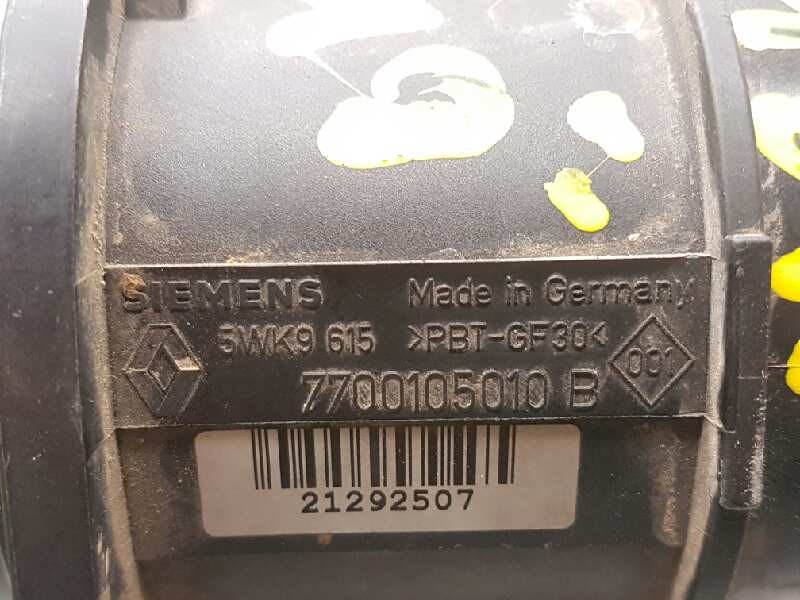 SIEMENS Made in Germany
5WK9 615 >PBT-GF30< 001
7700105010 B
21292507